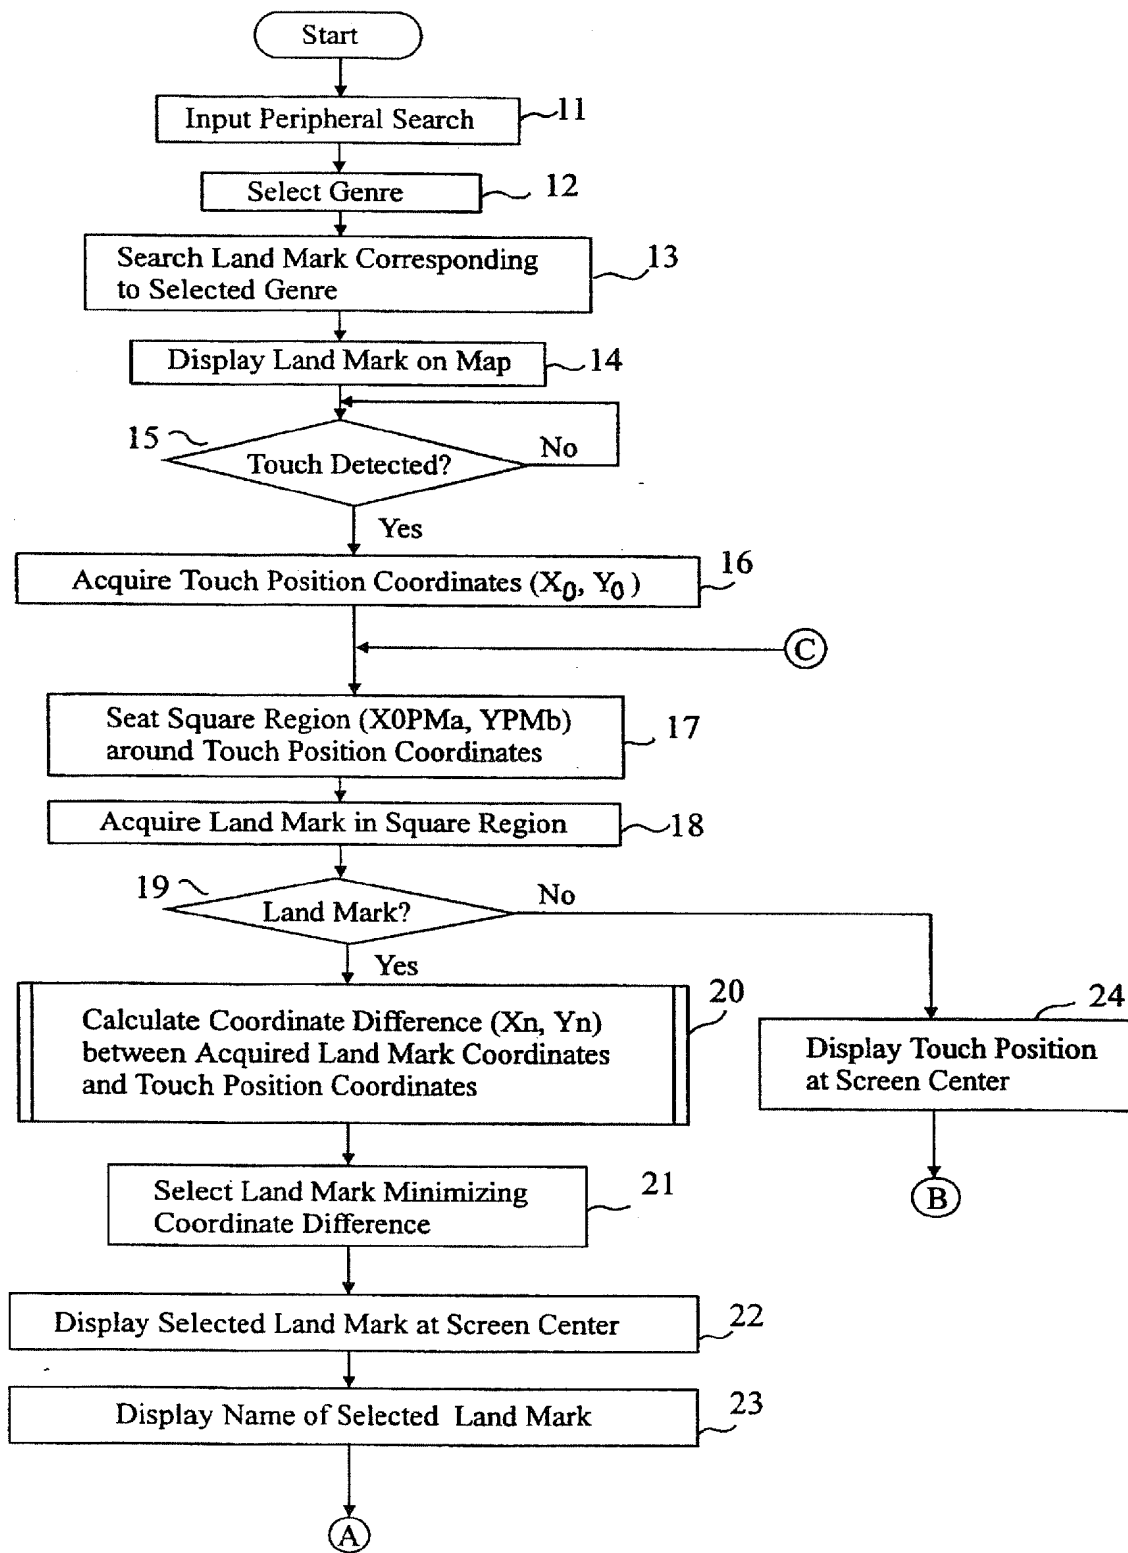 Start
Input Peripheral Search
11
Select Genre
12
Search Land Mark Corresponding
to Selected Genre
13
Display Land Mark on Map
14
15
Touch Detected?
No
Yes
Acquire Touch Position Coordinates (X0, Y0)
16
C
Seat Square Region (X0PMa, YPMb)
around Touch Position Coordinates
17
Acquire Land Mark in Square Region
18
19
Land Mark?
No
Yes
Calculate Coordinate Difference (Xn, Yn)
between Acquired Land Mark Coordinates
and Touch Position Coordinates
20
24
Display Touch Position
at Screen Center
B
Select Land Mark Minimizing
Coordinate Difference
21
Display Selected Land Mark at Screen Center
22
Display Name of Selected Land Mark
23
A